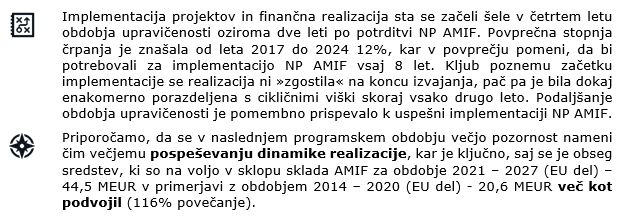 Implementacija projektov in finančna realizacija sta se začeli šele v četrtem letu
obdobja upravičenosti oziroma dve leti po potrditvi NP AMIF. Povprečna stopnja
črpanja je znašala od leta 2017 do 2024 12%, kar v povprečju pomeni, da bi
potrebovali za implementacijo NP AMIF vsaj 8 let. Kljub poznemu začetku
implementacije se realizacija ni »zgostila« na koncu izvajanja, pač pa je bila dokaj
enakomerno porazdeljena s cikličnimi viški skoraj vsako drugo leto. Podaljšanje
obdobja upravičenosti je pomembno prispevalo k uspešni implementaciji NP AMIF.
Priporočamo, da se v naslednjem programskem obdobju večjo pozornost nameni
čim večjemu pospeševanju dinamike realizacije, kar je ključno, saj se je obseg
sredstev, ki so na voljo v sklopu sklada AMIF za obdobje 2021 – 2027 (EU del) –
44,5 MEUR v primerjavi z obdobjem 2014 – 2020 (EU del) - 20,6 MEUR več kot
podvojil (116% povečanje).